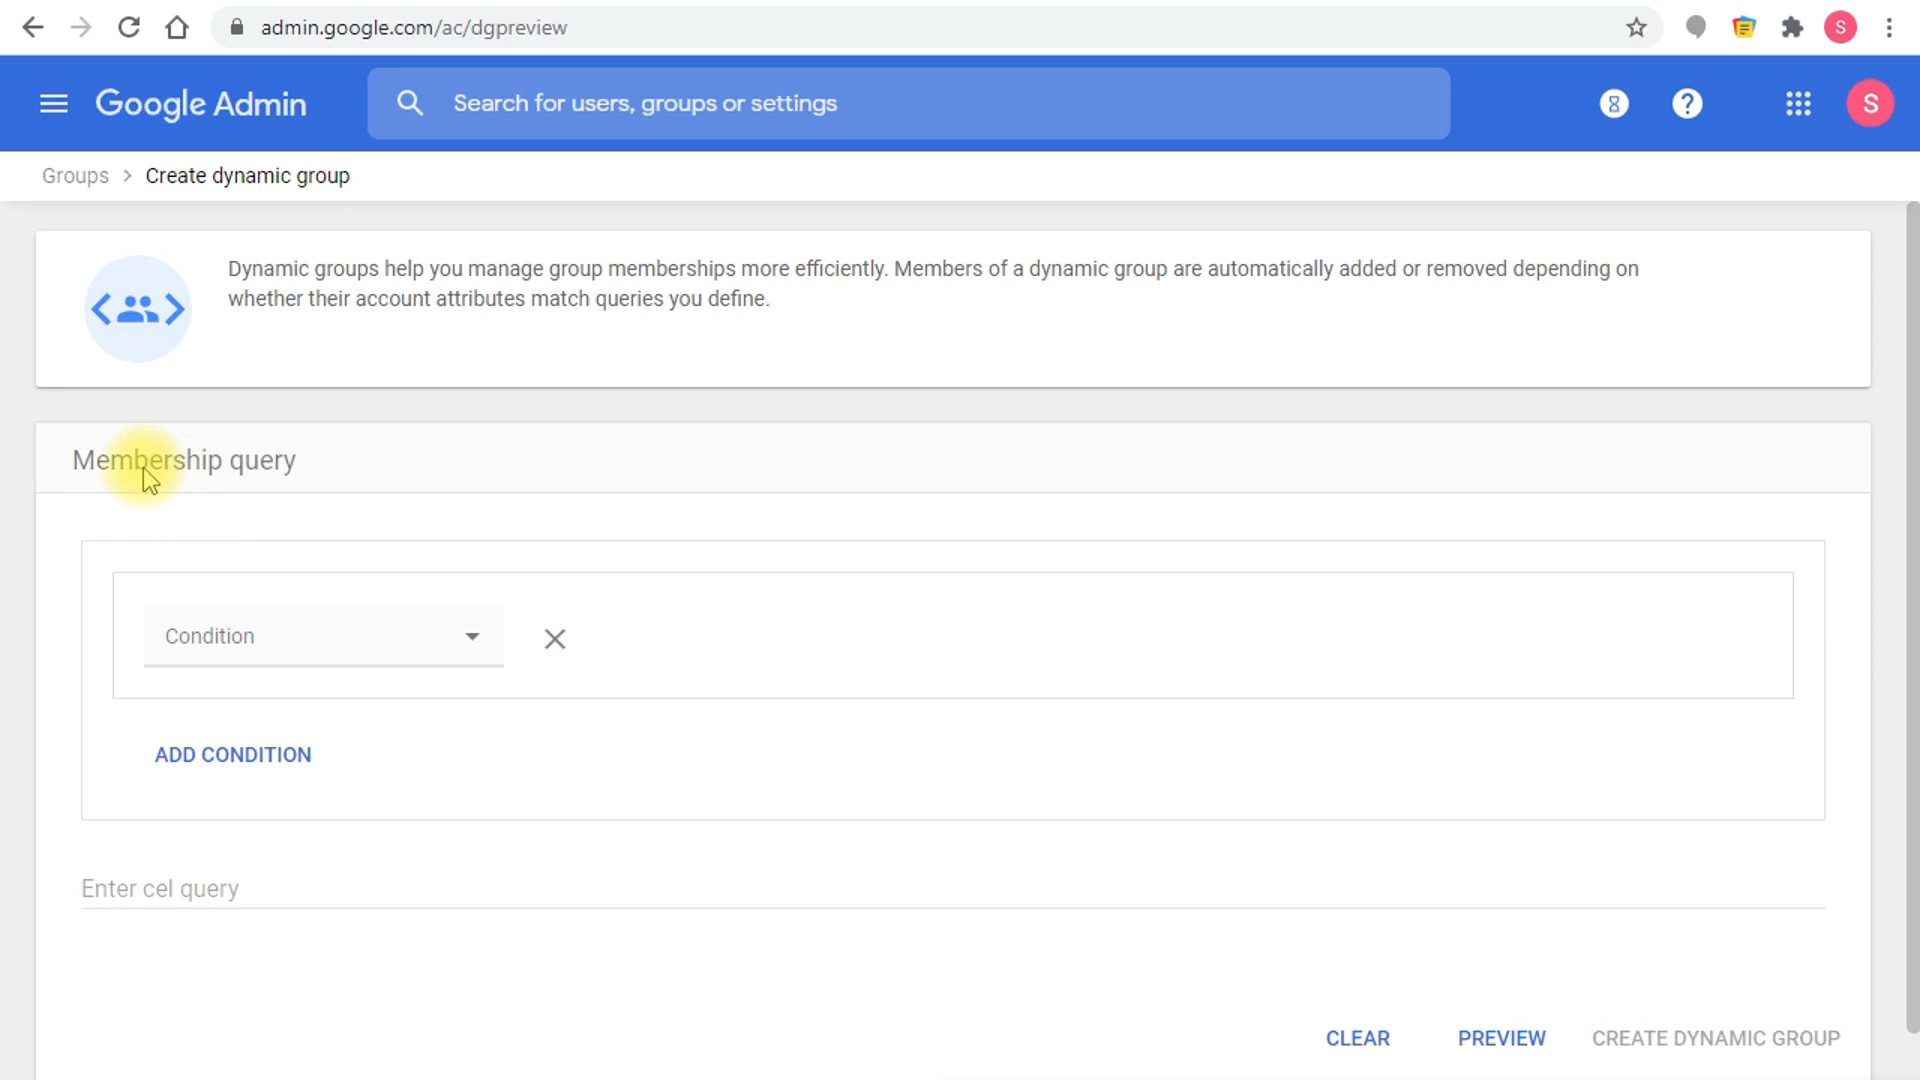 admin.google.com/ac/dgpreview
S
Google Admin
Search for users, groups or settings
8
?
S
Groups > Create dynamic group
Dynamic groups help you manage group memberships more efficiently. Members of a dynamic group are automatically added or removed depending on
whether their account attributes match queries you define.
Membership query
Condition
ADD CONDITION
Enter cel query
CLEAR
PREVIEW
CREATE DYNAMIC GROUP